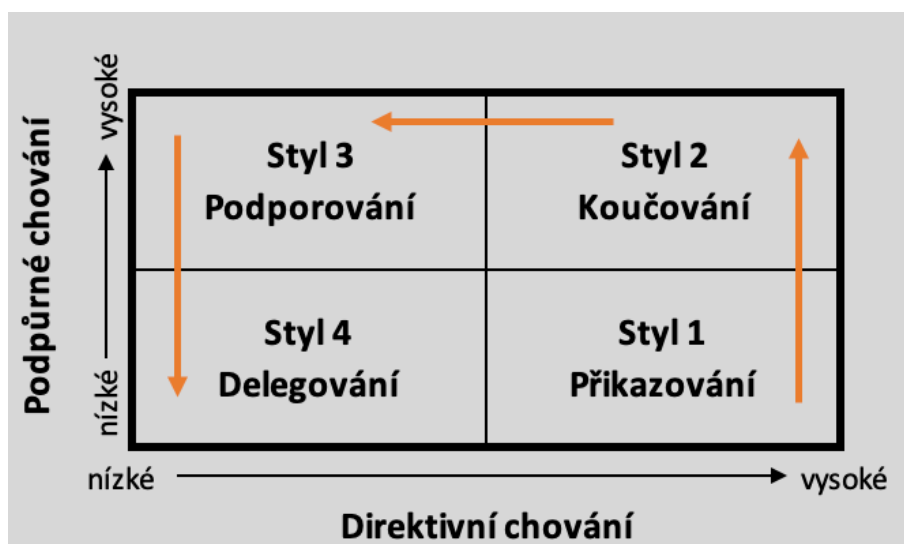 Podpůrné chování
vysoké
nízké
Styl 3
Podporování
Styl 2
Koučování
Styl 4
Delegování
Styl 1
Přikazování
nízké
vysoké
Direktivní chování